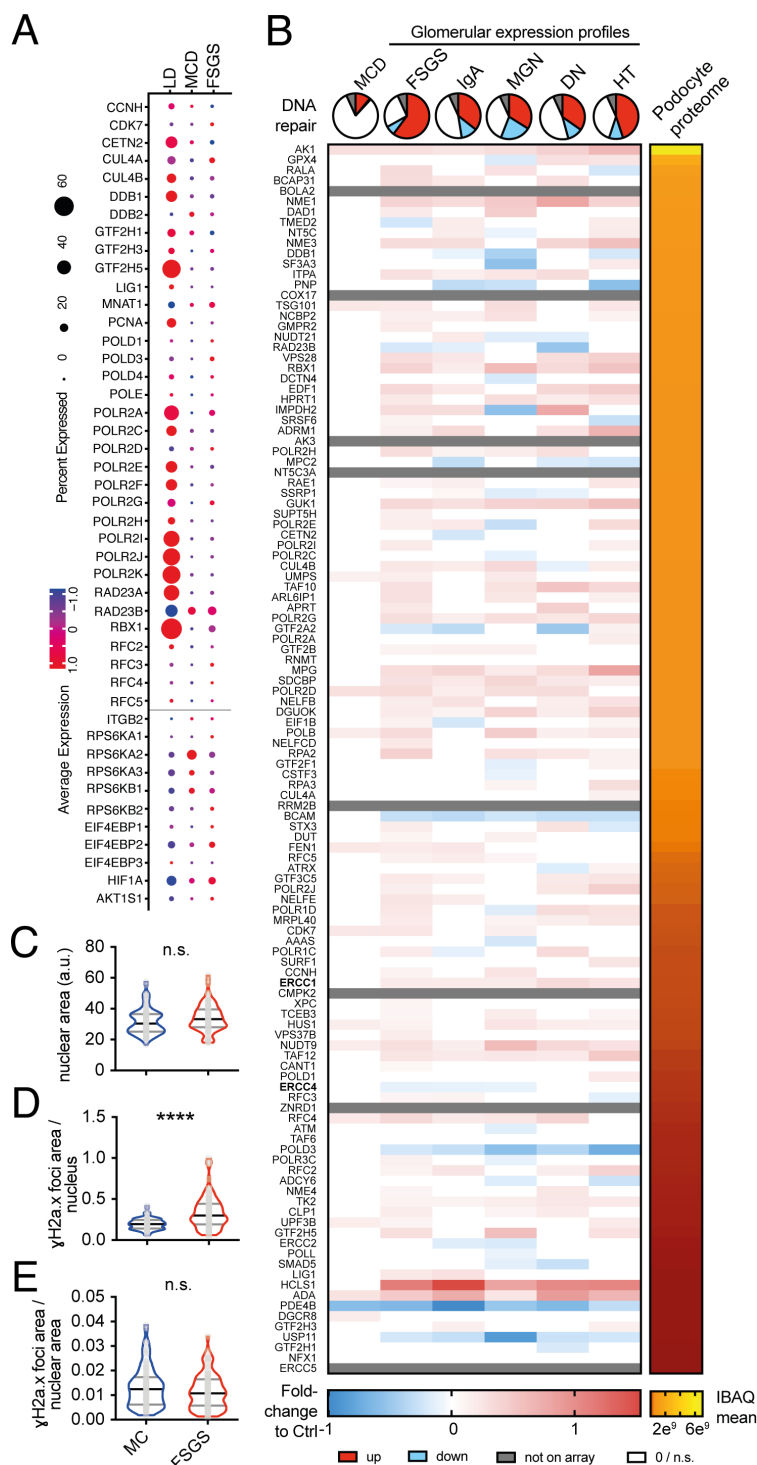 A
LD
MCD
FSGS
CCNH
CDK7
CETN2
CUL4A
CUL4B
DDB1
DDB2
GTF2H1
GTF2H3
GTF2H5
LIG1
MNAT1
PCNA
POLD1
POLD3
POLD4
POLE
POLR2A
POLR2C
POLR2D
POLR2E
POLR2F
POLR2G
POLR2H
POLR2I
POLR2J
POLR2K
RAD23A
RAD23B
RBX1
RFC2
RFC3
RFC4
RFC5
ITGB2
RPS6KA1
RPS6KA2
RPS6KA3
RPS6KB1
RPS6KB2
EIF4EBP1
EIF4EBP2
EIF4EBP3
HIF1A
AKT1S1
Percent Expressed
0
20
40
60
Average Expression
1.0
0
-1.0
B
Glomerular expression profiles
MCD
FSGS
IgA
MGN
DN
HT
DNA
repair
Podocyte
proteome
AK1
GPX4
RALA
BCAP31
BOLA2
NME1
DAD1
TMED2
NT5C
NME3
DDB1
SF3A3
ITPA
PNP
COX17
TSG101
NCBP2
GMPR2
NUDT21
RAD23B
VPS28
RBX1
DCTN4
EDF1
HPRT1
IMPDH2
SRSF6
ADRM1
AK3
POLR2H
MPC2
NT5C3A
RAE1
SSRP1
GUK1
SUPT5H
POLR2E
CETN2
POLR2I
POLR2C
CUL4B
UMPS
TAF10
ARL6IP1
APRT
POLR2G
GTF2A2
POLR2A
GTF2B
RNMT
MPG
SDCBP
POLR2D
NELFB
DGUOK
EIF1B
POLB
NELFCD
RPA2
GTF2F1
CSTF3
RPA3
CUL4A
RRM2B
BCAM
STX3
DUT
FEN1
RFC5
ATRX
GTF3C5
POLR2J
NELFE
POLR1D
MRPL40
CDK7
AAAS
POLR1C
SURF1
CCNH
ERCC1
CMPK2
XPC
TCEB3
HUS1
VPS37B
NUDT9
TAF12
CANT1
POLD1
ERCC4
RFC3
ZNRD1
RFC4
ATM
TAF6
POLD3
POLR3C
RFC2
ADCY6
NME4
TK2
CLP1
UPF3B
GTF2H5
ERCC2
POLL
SMAD5
LIG1
HCLS1
ADA
PDE4B
DGCR8
GTF2H3
USP11
GTF2H1
NFX1
ERCC5
Fold-
change
to Ctrl
-1
0
1
IBAQ
mean
2e⁹ 6e⁹
up
down
not on array
0 / n.s.
C
n.s.
nuclear area (a.u.)
80
60
40
20
0
D
****
ɣH2a.x foci area /
nucleus
1.5
1.0
0.5
0.0
E
n.s.
ɣH2a.x foci area /
nuclear area
0.05
0.04
0.03
0.02
0.01
0.00
MC
FSGS